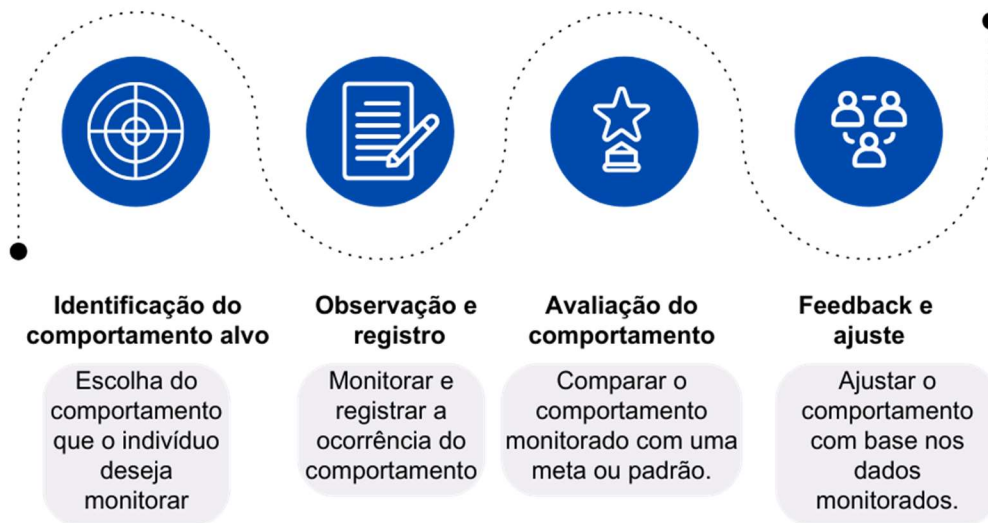 Identificação do
comportamento alvo
Escolha do
comportamento
que o indivíduo
deseja
monitorar
Observação e
registro
Monitorar e
registrar a
ocorrência do
comportamento
Avaliação do
comportamento
Comparar o
comportamento
monitorado com uma
meta ou padrão.
Feedback e
ajuste
Ajustar o
comportamento
com base nos
dados
monitorados.